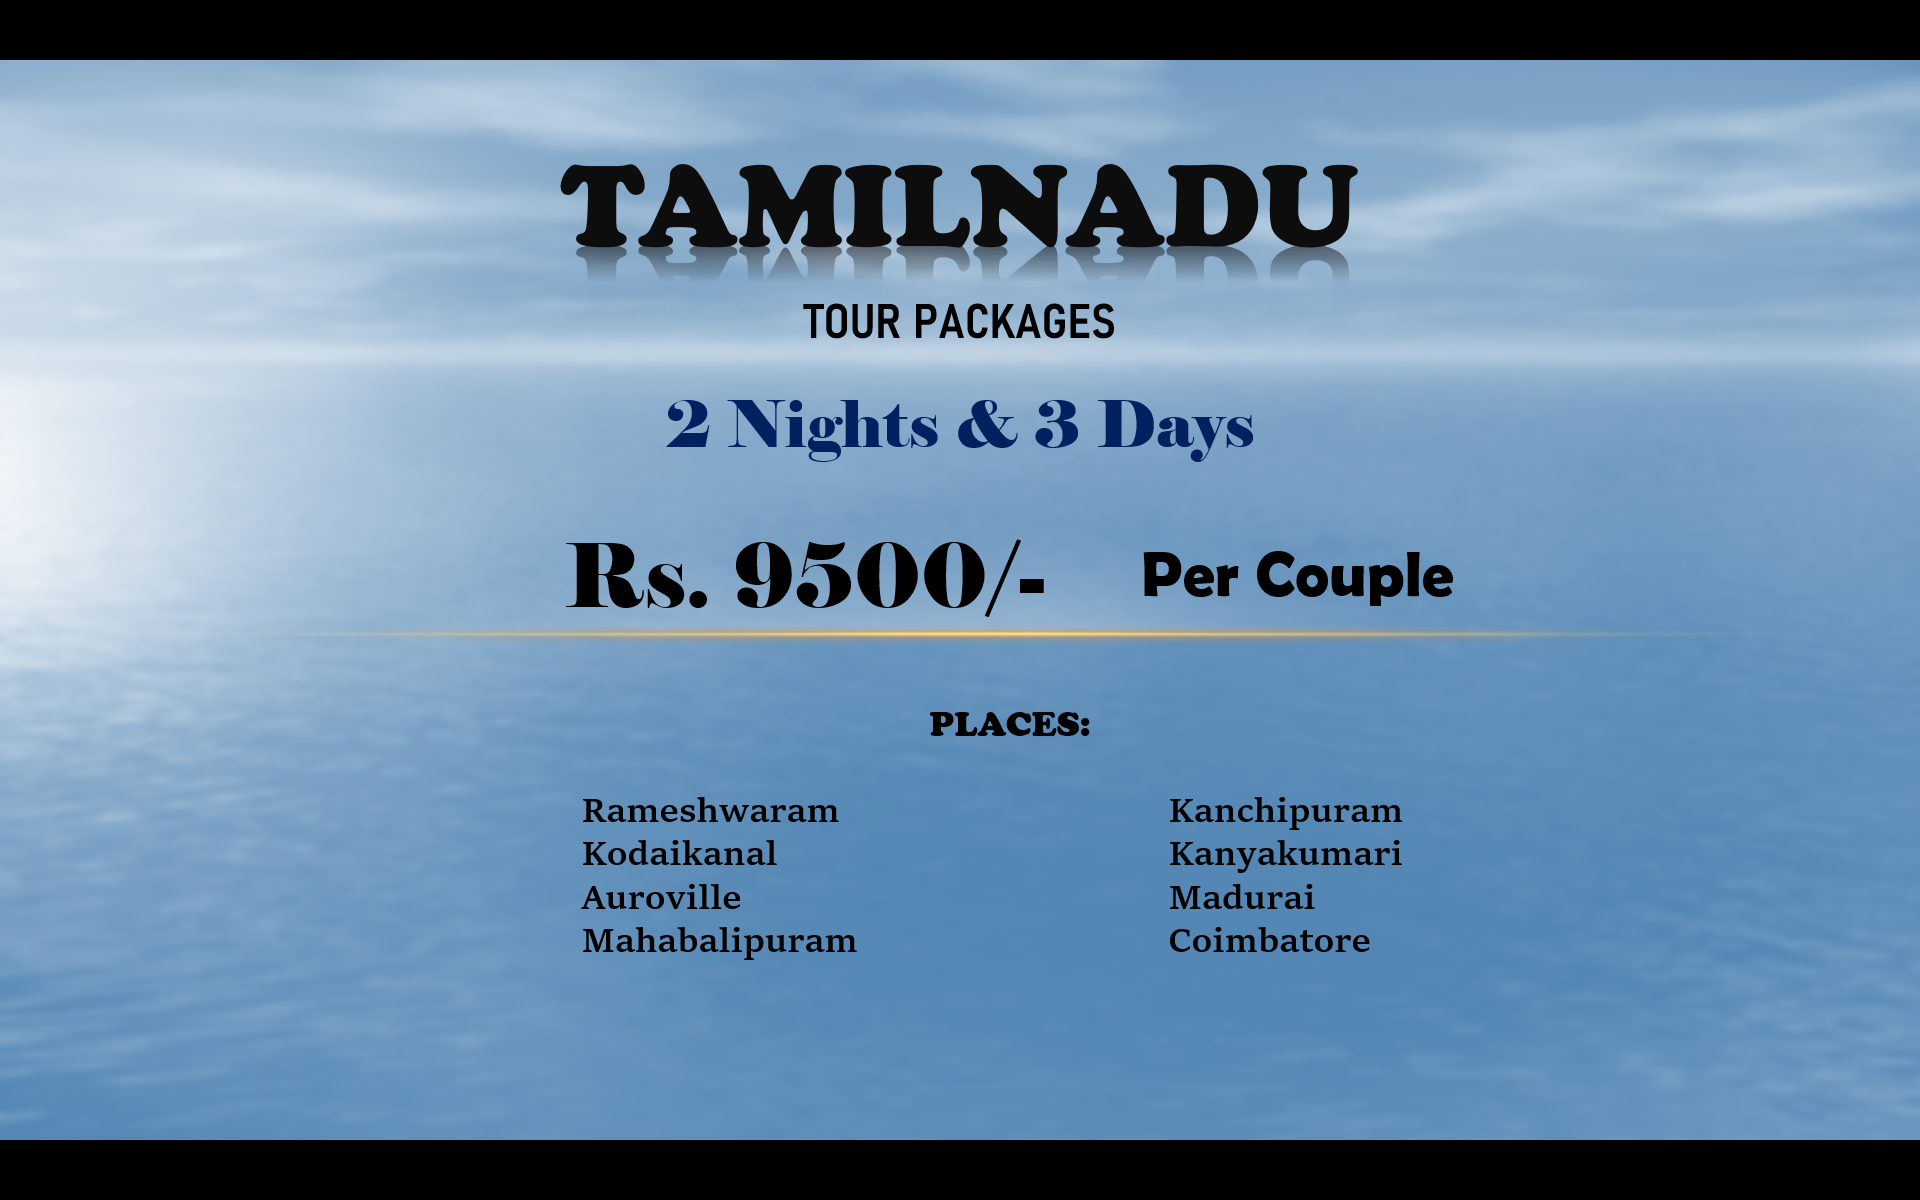 TAMILNADU
TOUR PACKAGES
2 Nights & 3 Days
Rs. 9500/- Per Couple
PLACES:
Rameshwaram
Kodaikanal
Auroville
Mahabalipuram
Kanchipuram
Kanyakumari
Madurai
Coimbatore